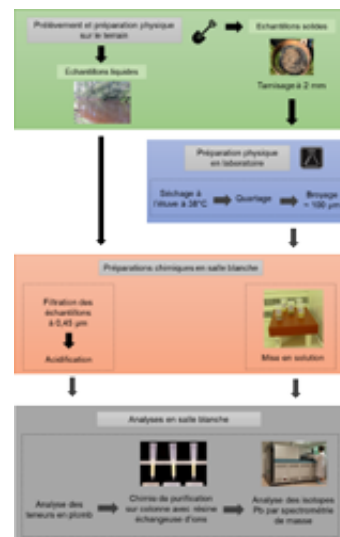 Prélèvement et préparation physique
sur le terrain
Echantillons solides
Echantillons liquides
Tamisage à 2 mm
Préparation physique
en laboratoire
Séchage à
l'étuve à 38°C
Quartage
Broyage
~ 100 µm
Préparations chimiques en salle blanche
Filtration des
échantillons
à 0,45 µm
Acidification
Mise en solution
Analyses en salle blanche
Analyse des
teneurs en plomb
Chimie de purification
sur colonne avec résine
échangeuse d'ions
Analyse des isotopes
Pb par spectrométrie
de masse